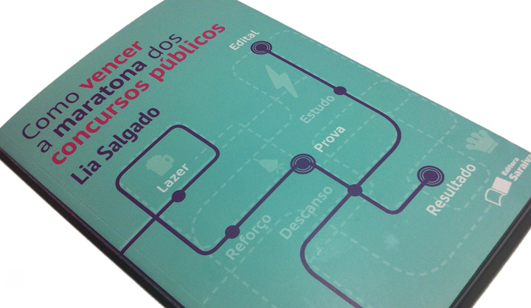 Como vencer
a maratona dos
concursos públicos
Lia Salgado
Edital
Estudo
Prova
Lazer
Reforço
Descanso
Resultado
Editora
Saraiva